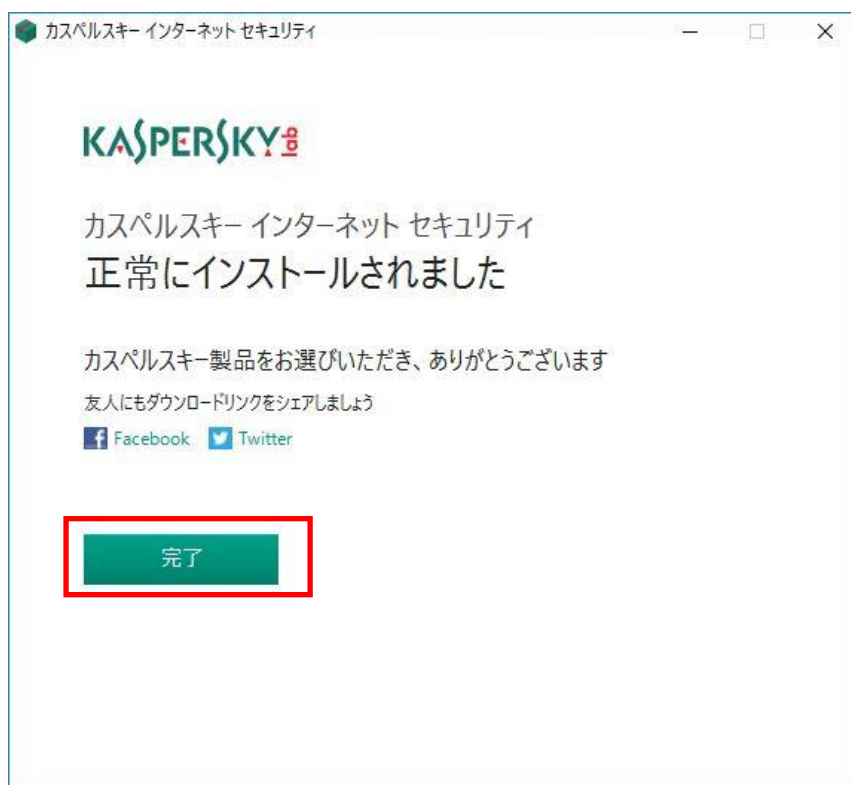 カスペルスキー インターネット セキュリティ
KASPERSKY lab
カスペルスキー インターネット セキュリティ
正常にインストールされました
カスペルスキー製品をお選びいただき、ありがとうございます
友人にもダウンロードリンクをシェアしましょう
Facebook Twitter
完了